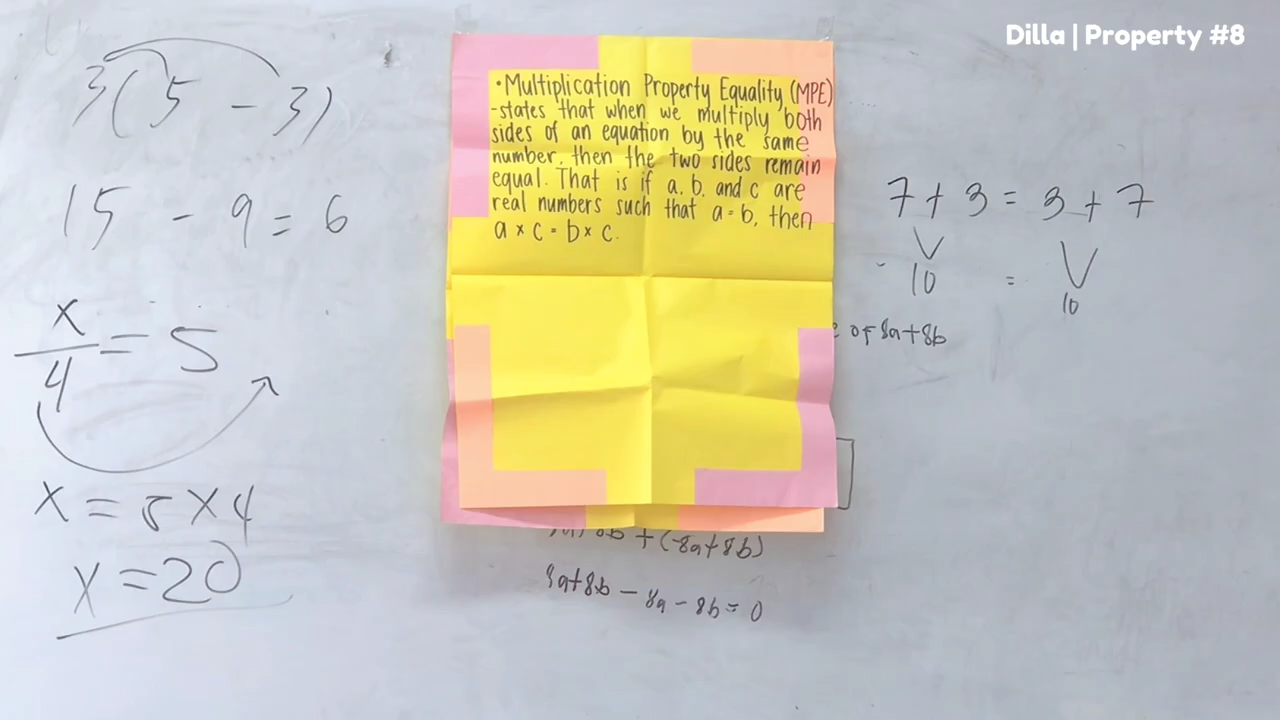 Dilla | Property #8
3(5 - 3)
15 - 9 = 6
x/4 = 5
x = 5 x 4
x = 20
• Multiplication Property Equality (MPE)
-states that when we multiply both
sides of an equation by the same
number, then the two sides remain
equal. That is if a, b, and c are
real numbers such that a = b, then
a × c = b × c.
7 + 3 = 3 + 7
10 = 10
of 8a+8b
+ (-8a+8b)
8a+8b - 8a - 8b = 0